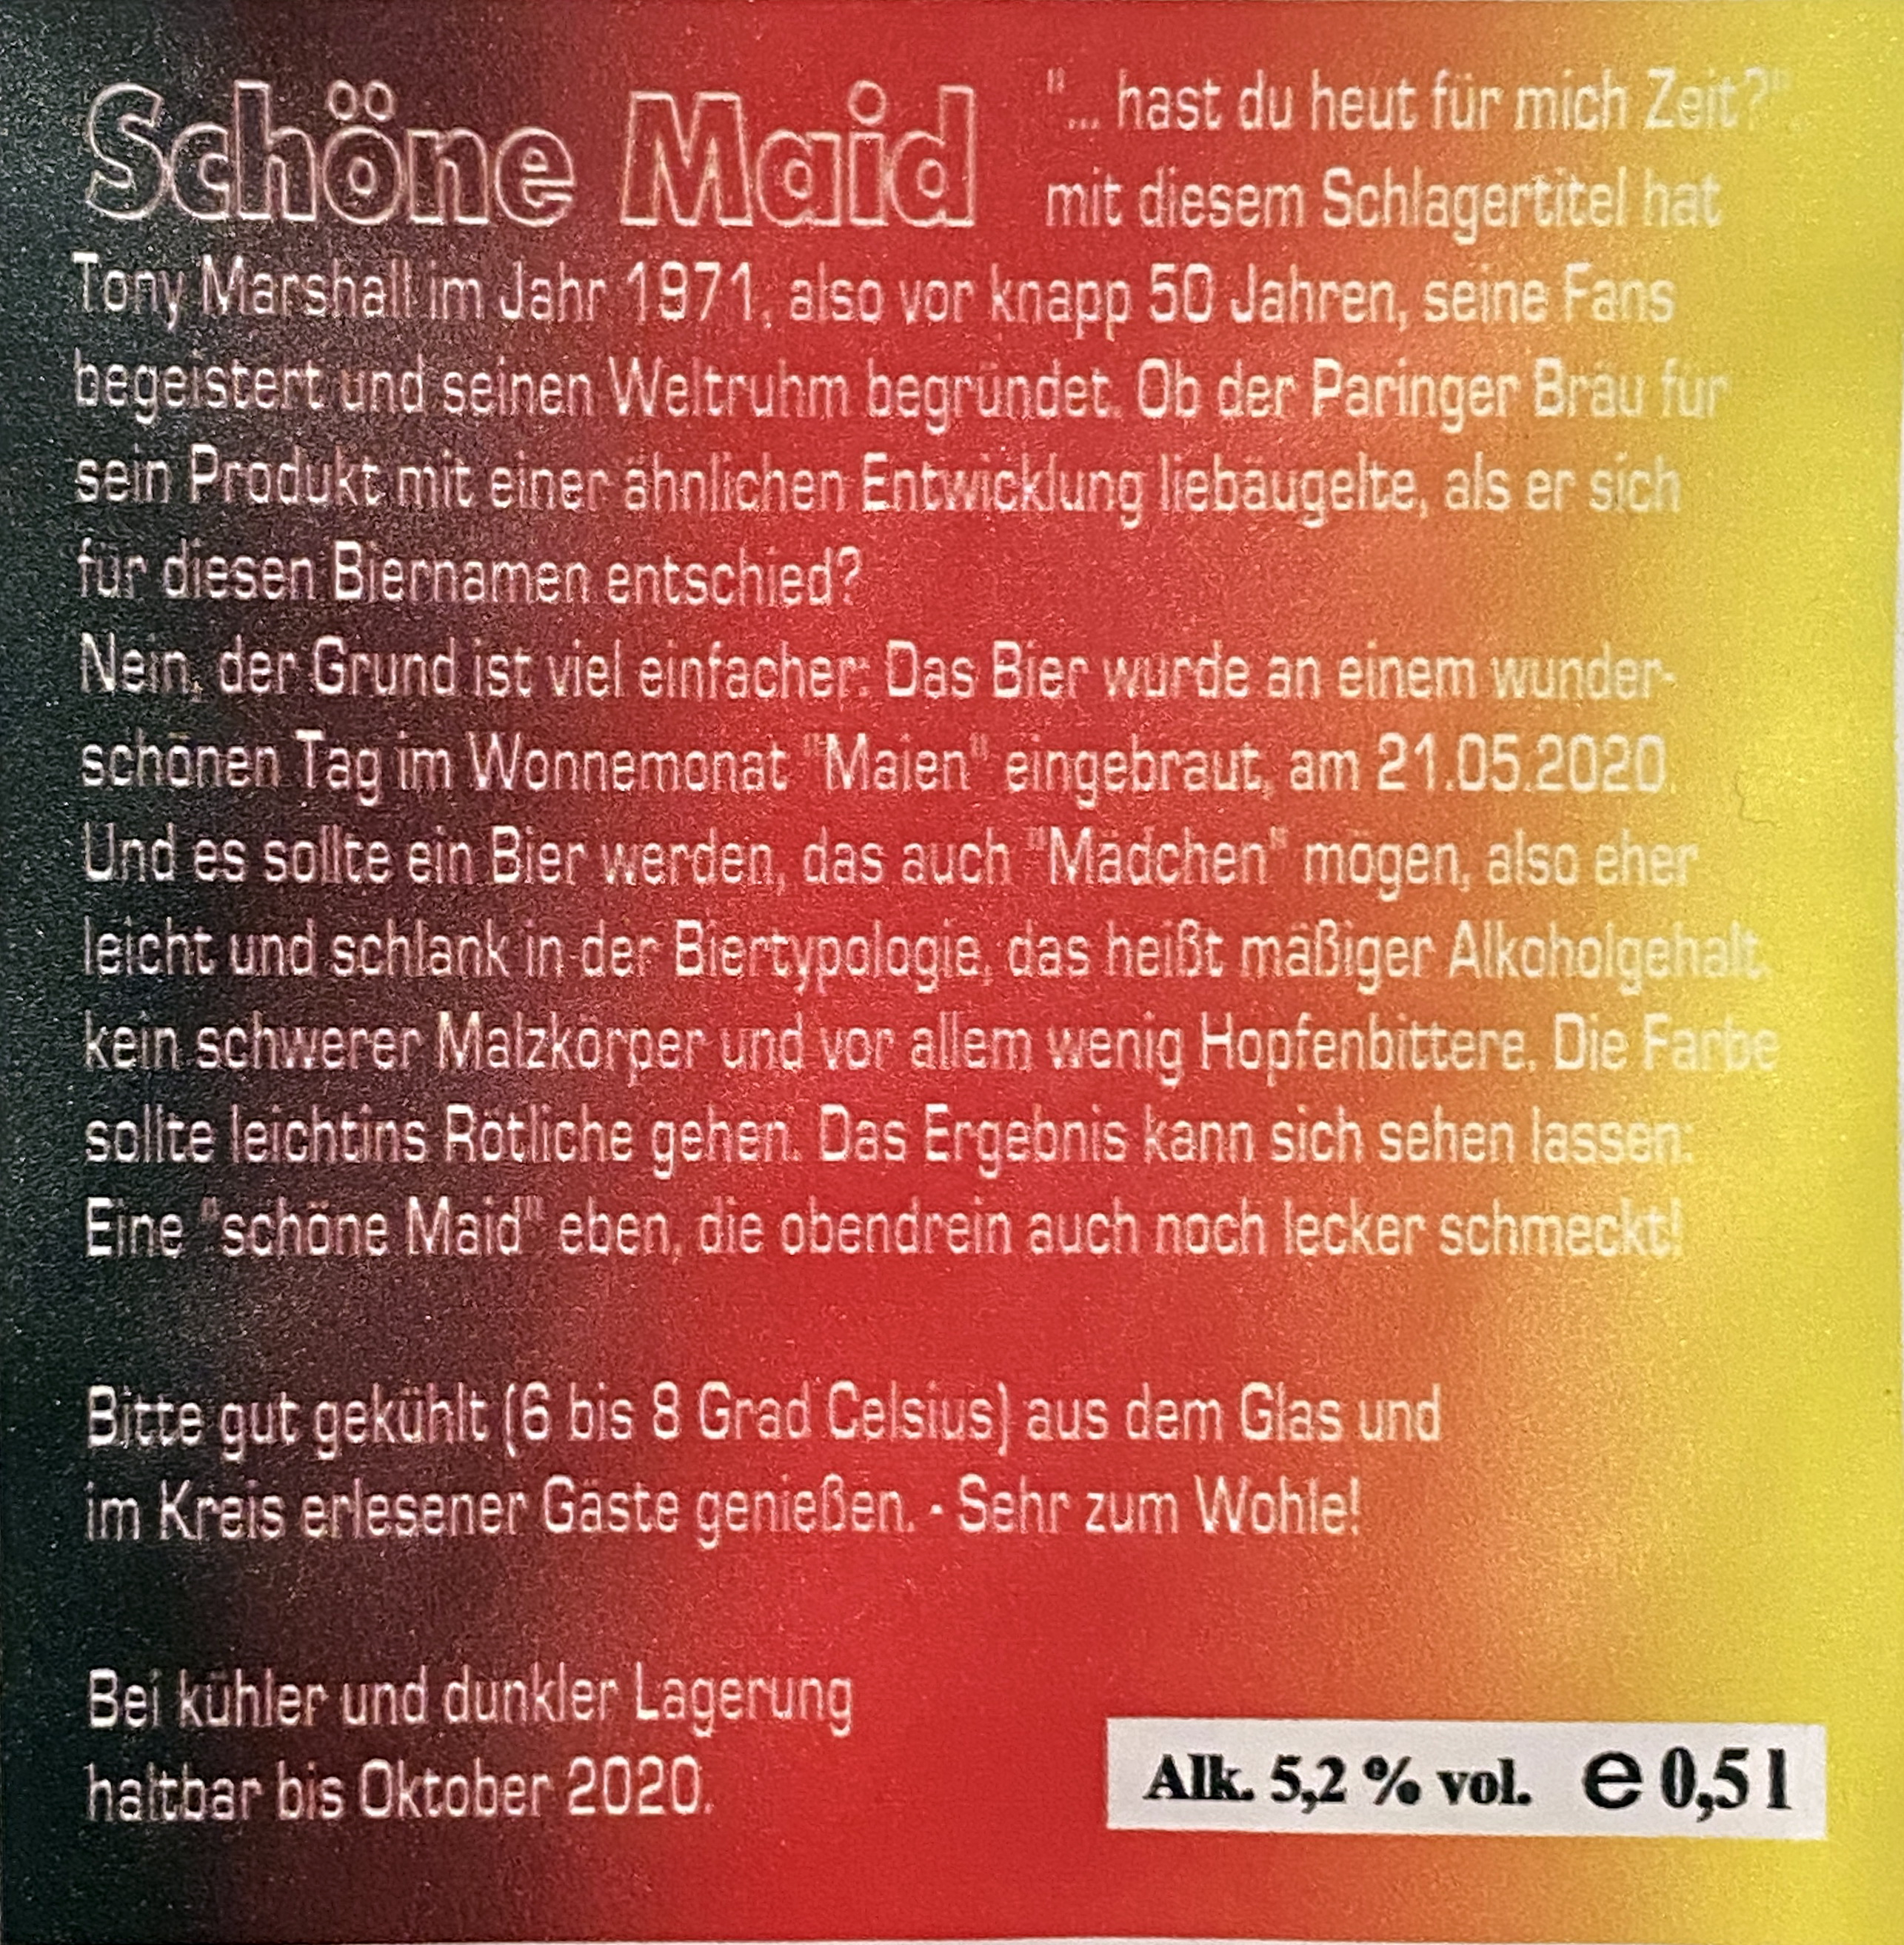 Schöne Maid "... hast du heut für mich Zeit?"
mit diesem Schlagertitel hat
Tony Marshall im Jahr 1971, also vor knapp 50 Jahren, seine Fans
begeistert und seinen Weltruhm begründet. Ob der Paringer Bräu für
sein Produkt mit einer ähnlichen Entwicklung liebäugelte, als er sich
für diesen Biernamen entschied?
Nein, der Grund ist viel einfacher: Das Bier wurde an einem wunder-
schönen Tag im Wonnemonat "Maien" eingebraut, am 21.05.2020.
Und es sollte ein Bier werden, das auch "Mädchen" mögen, also eher
leicht und schlank in der Biertypologie, das heißt mäßiger Alkoholgehalt,
kein schwerer Malzkörper und vor allem wenig Hopfenbittere. Die Farbe
sollte leicht ins Rötliche gehen. Das Ergebnis kann sich sehen lassen:
Eine "schöne Maid" eben, die obendrein auch noch lecker schmeckt!
Bitte gut gekühlt (6 bis 8 Grad Celsius) aus dem Glas und
im Kreis erlesener Gäste genießen. - Sehr zum Wohle!
Bei kühler und dunkler Lagerung
haltbar bis Oktober 2020.
Alk. 5,2 % vol. e 0,5 l